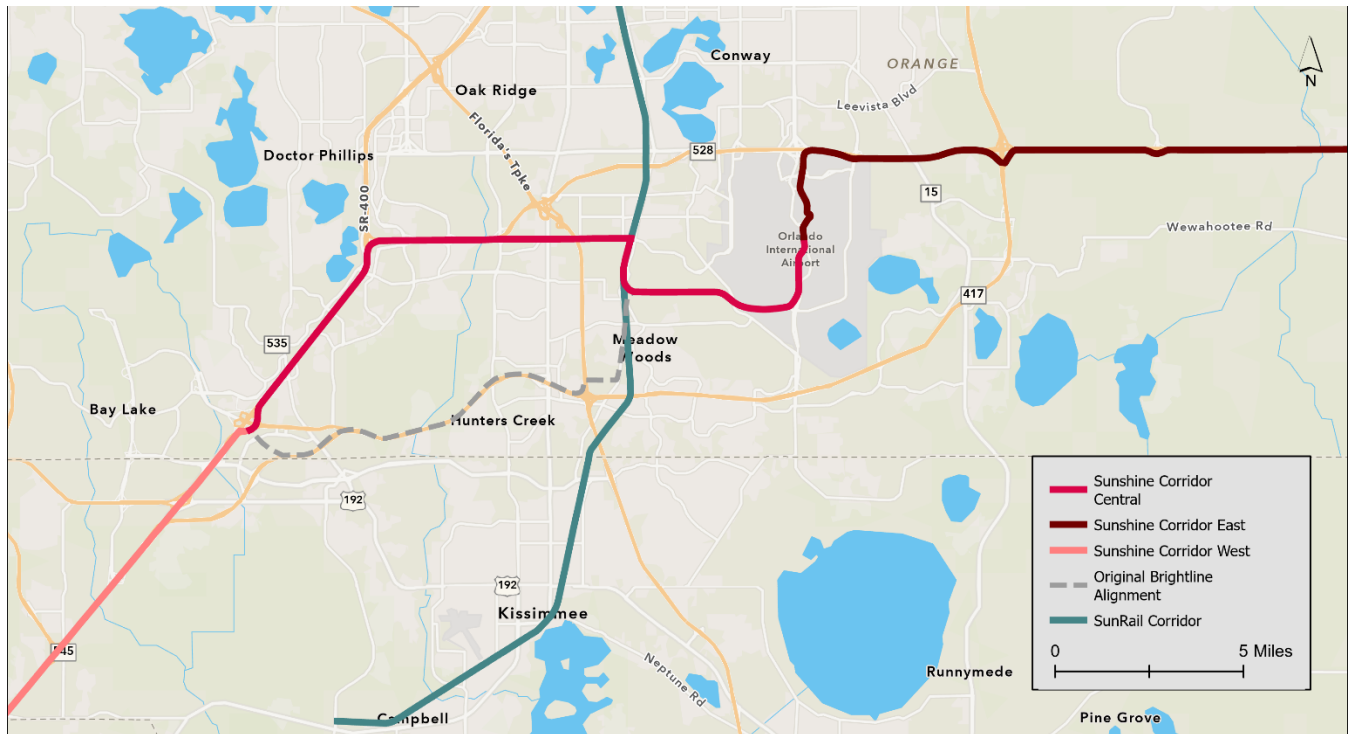 Conway
ORANGE
N
Oak Ridge
Leevista Blvd
Florida's Tpke
Doctor Phillips
528
SR-400
15
Wewahootee Rd
Orlando
International
Airport
417
535
Meadow
Woods
Bay Lake
Hunters Creek
192
192
Kissimmee
545
Neptune Rd
Runnymede
Campbell
Pine Grove
Sunshine Corridor
Central
Sunshine Corridor East
Sunshine Corridor West
Original Brightline
Alignment
SunRail Corridor
0 5 Miles